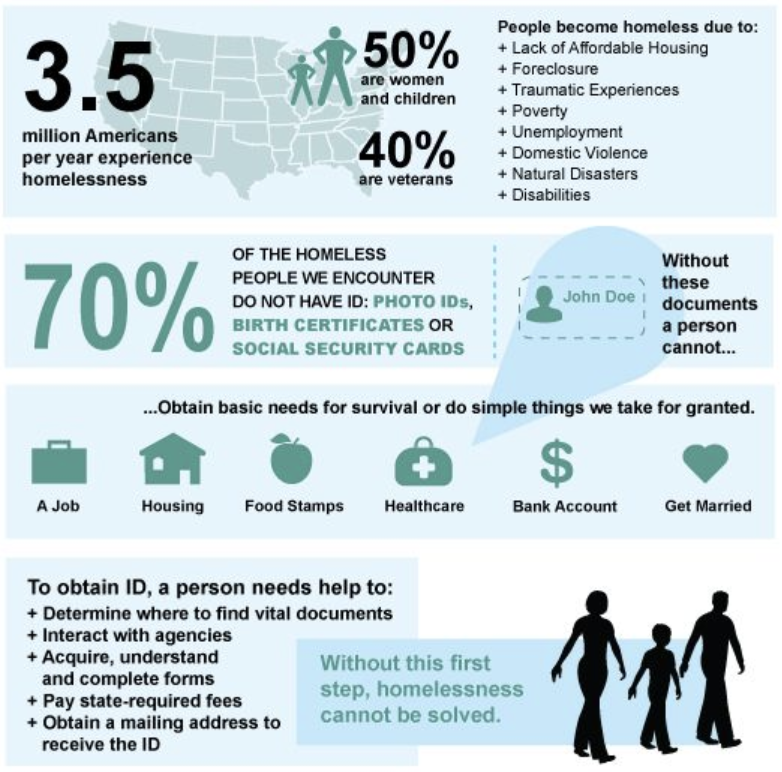 3.5
million Americans
per year experience
homelessness
50%
are women
and children
40%
are veterans
People become homeless due to:
+ Lack of Affordable Housing
+ Foreclosure
+ Traumatic Experiences
+ Poverty
+ Unemployment
+ Domestic Violence
+ Natural Disasters
+ Disabilities
70%
OF THE HOMELESS
PEOPLE WE ENCOUNTER
DO NOT HAVE ID: PHOTO IDs,
BIRTH CERTIFICATES OR
SOCIAL SECURITY CARDS
John Doe
Without
these
documents
a person
cannot...
...Obtain basic needs for survival or do simple things we take for granted.
$
A Job
Housing
Food Stamps
Healthcare
Bank Account
Get Married
To obtain ID, a person needs help to:
+ Determine where to find vital documents
+ Interact with agencies
+ Acquire, understand
and complete forms
+ Pay state-required fees
+ Obtain a mailing address to
receive the ID
Without this first
step, homelessness
cannot be solved.